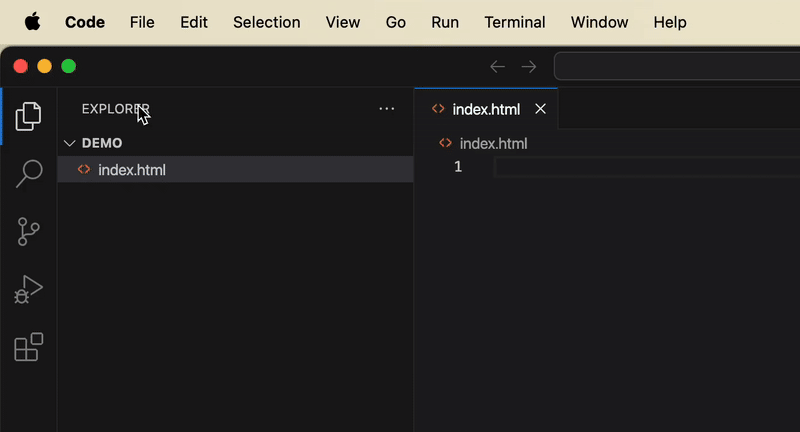 Code File Edit Selection View Go Run Terminal Window Help
EXPLORER
index.html
DEMO
index.html
index.html
1